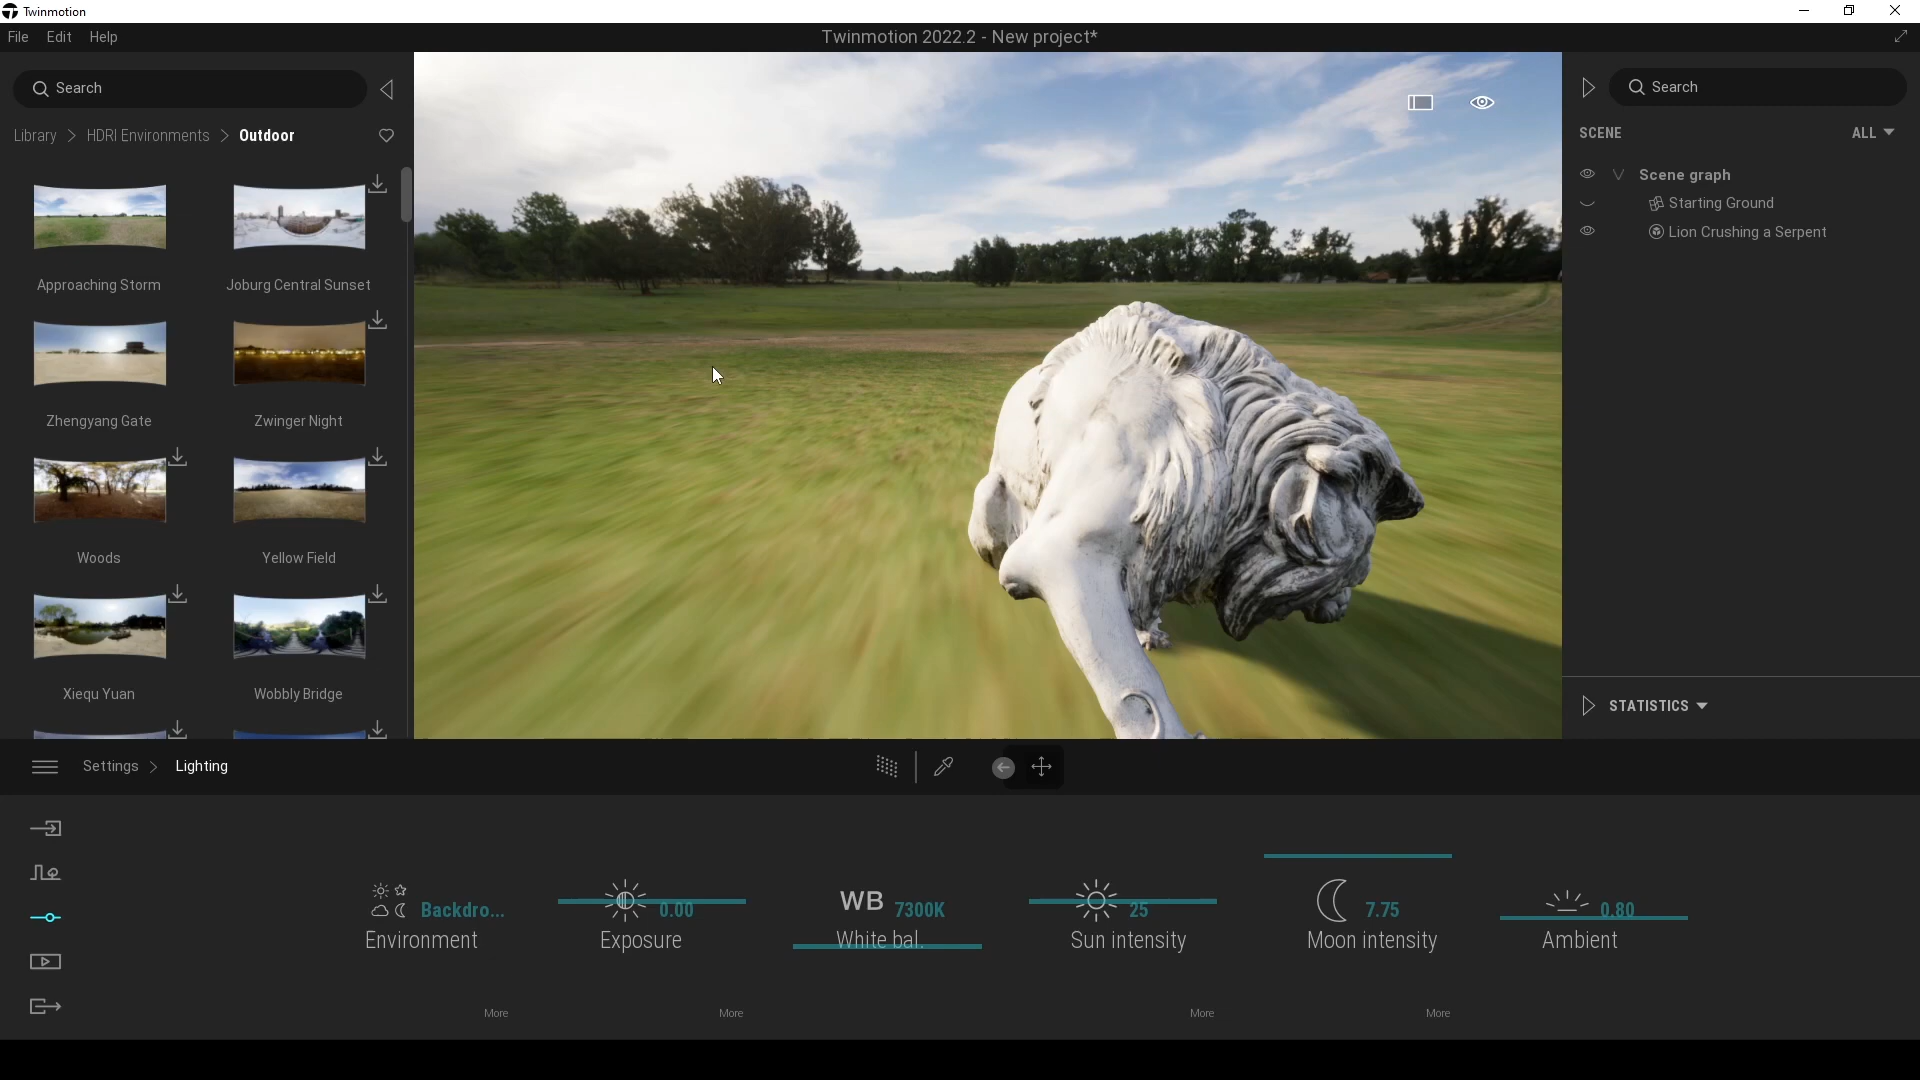 Twinmotion
File Edit Help
Twinmotion 2022.2 - New project*
Search
Library > HDRI Environments > Outdoor
Approaching Storm
Joburg Central Sunset
Zhengyang Gate
Zwinger Night
Woods
Yellow Field
Xiequ Yuan
Wobbly Bridge
Search
SCENE
ALL
Scene graph
Starting Ground
Lion Crushing a Serpent
STATISTICS
Settings > Lighting
Backdro...
Environment
More
0.00
Exposure
More
WB 7300K
White bal.
25
Sun intensity
More
7.75
Moon intensity
More
0.80
Ambient